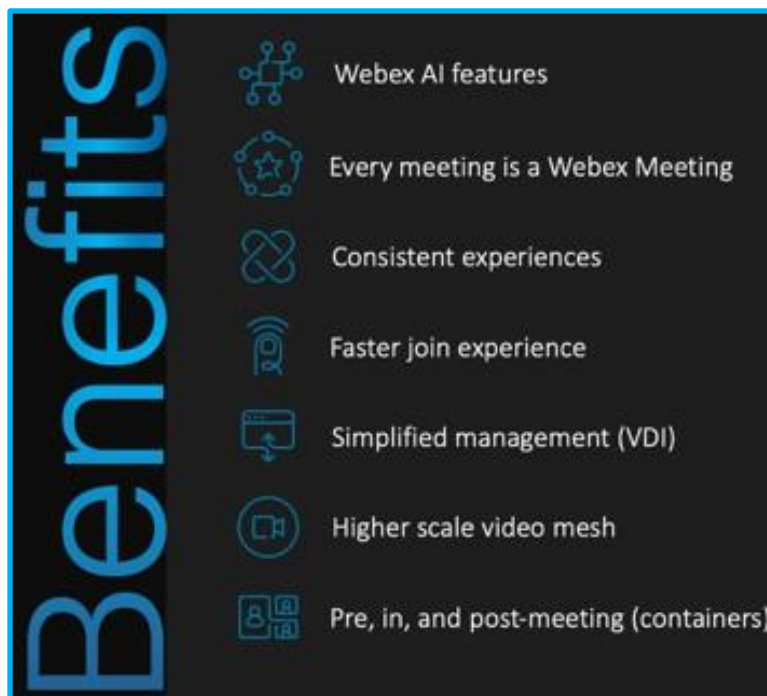 Benefits
Webex AI features
Every meeting is a Webex Meeting
Consistent experiences
Faster join experience
Simplified management (VDI)
Higher scale video mesh
Pre, in, and post-meeting (containers)